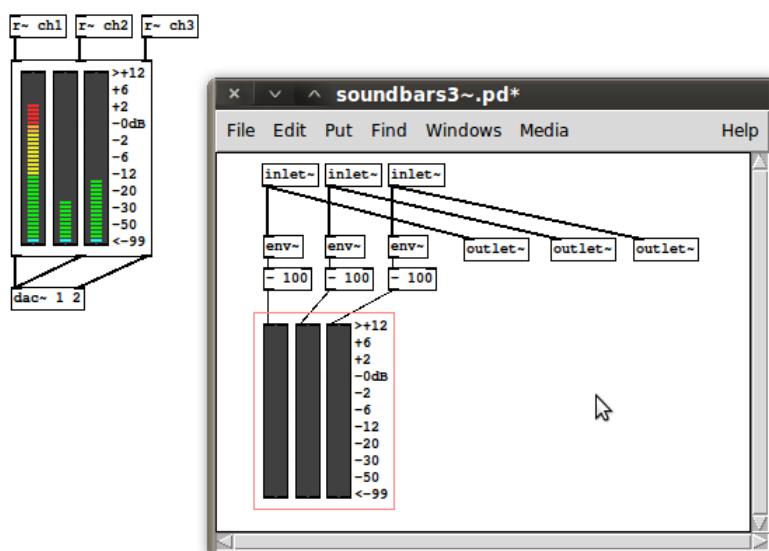 r~ ch1 r~ ch2 r~ ch3
>+12
+6
+2
-0dB
-2
-6
-12
-20
-30
-50
<-99
dac~ 1 2
soundbars3~.pd*
File Edit Put Find Windows Media Help
inlet~ inlet~ inlet~
env~ env~ env~ outlet~ outlet~ outlet~
- 100 - 100 - 100
>+12
+6
+2
-0dB
-2
-6
-12
-20
-30
-50
<-99